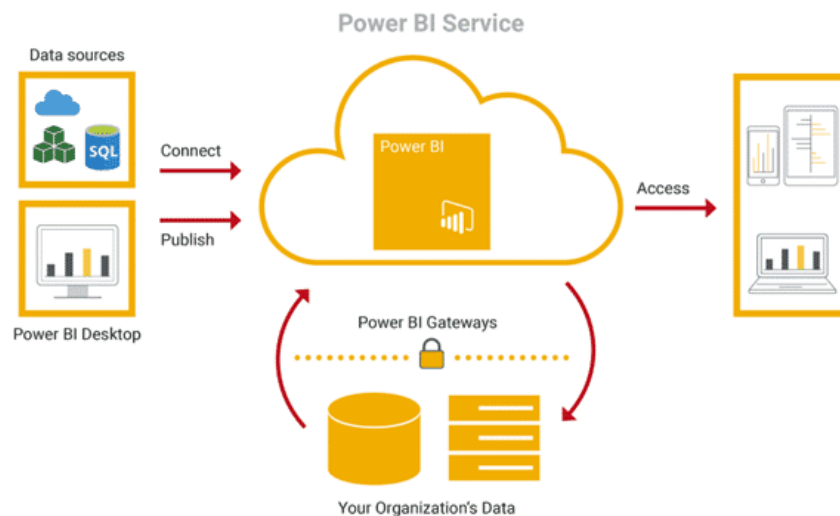 Power BI Service
Data sources
SQL
Connect
Power BI
Access
Publish
Power BI Desktop
Power BI Gateways
Your Organization's Data